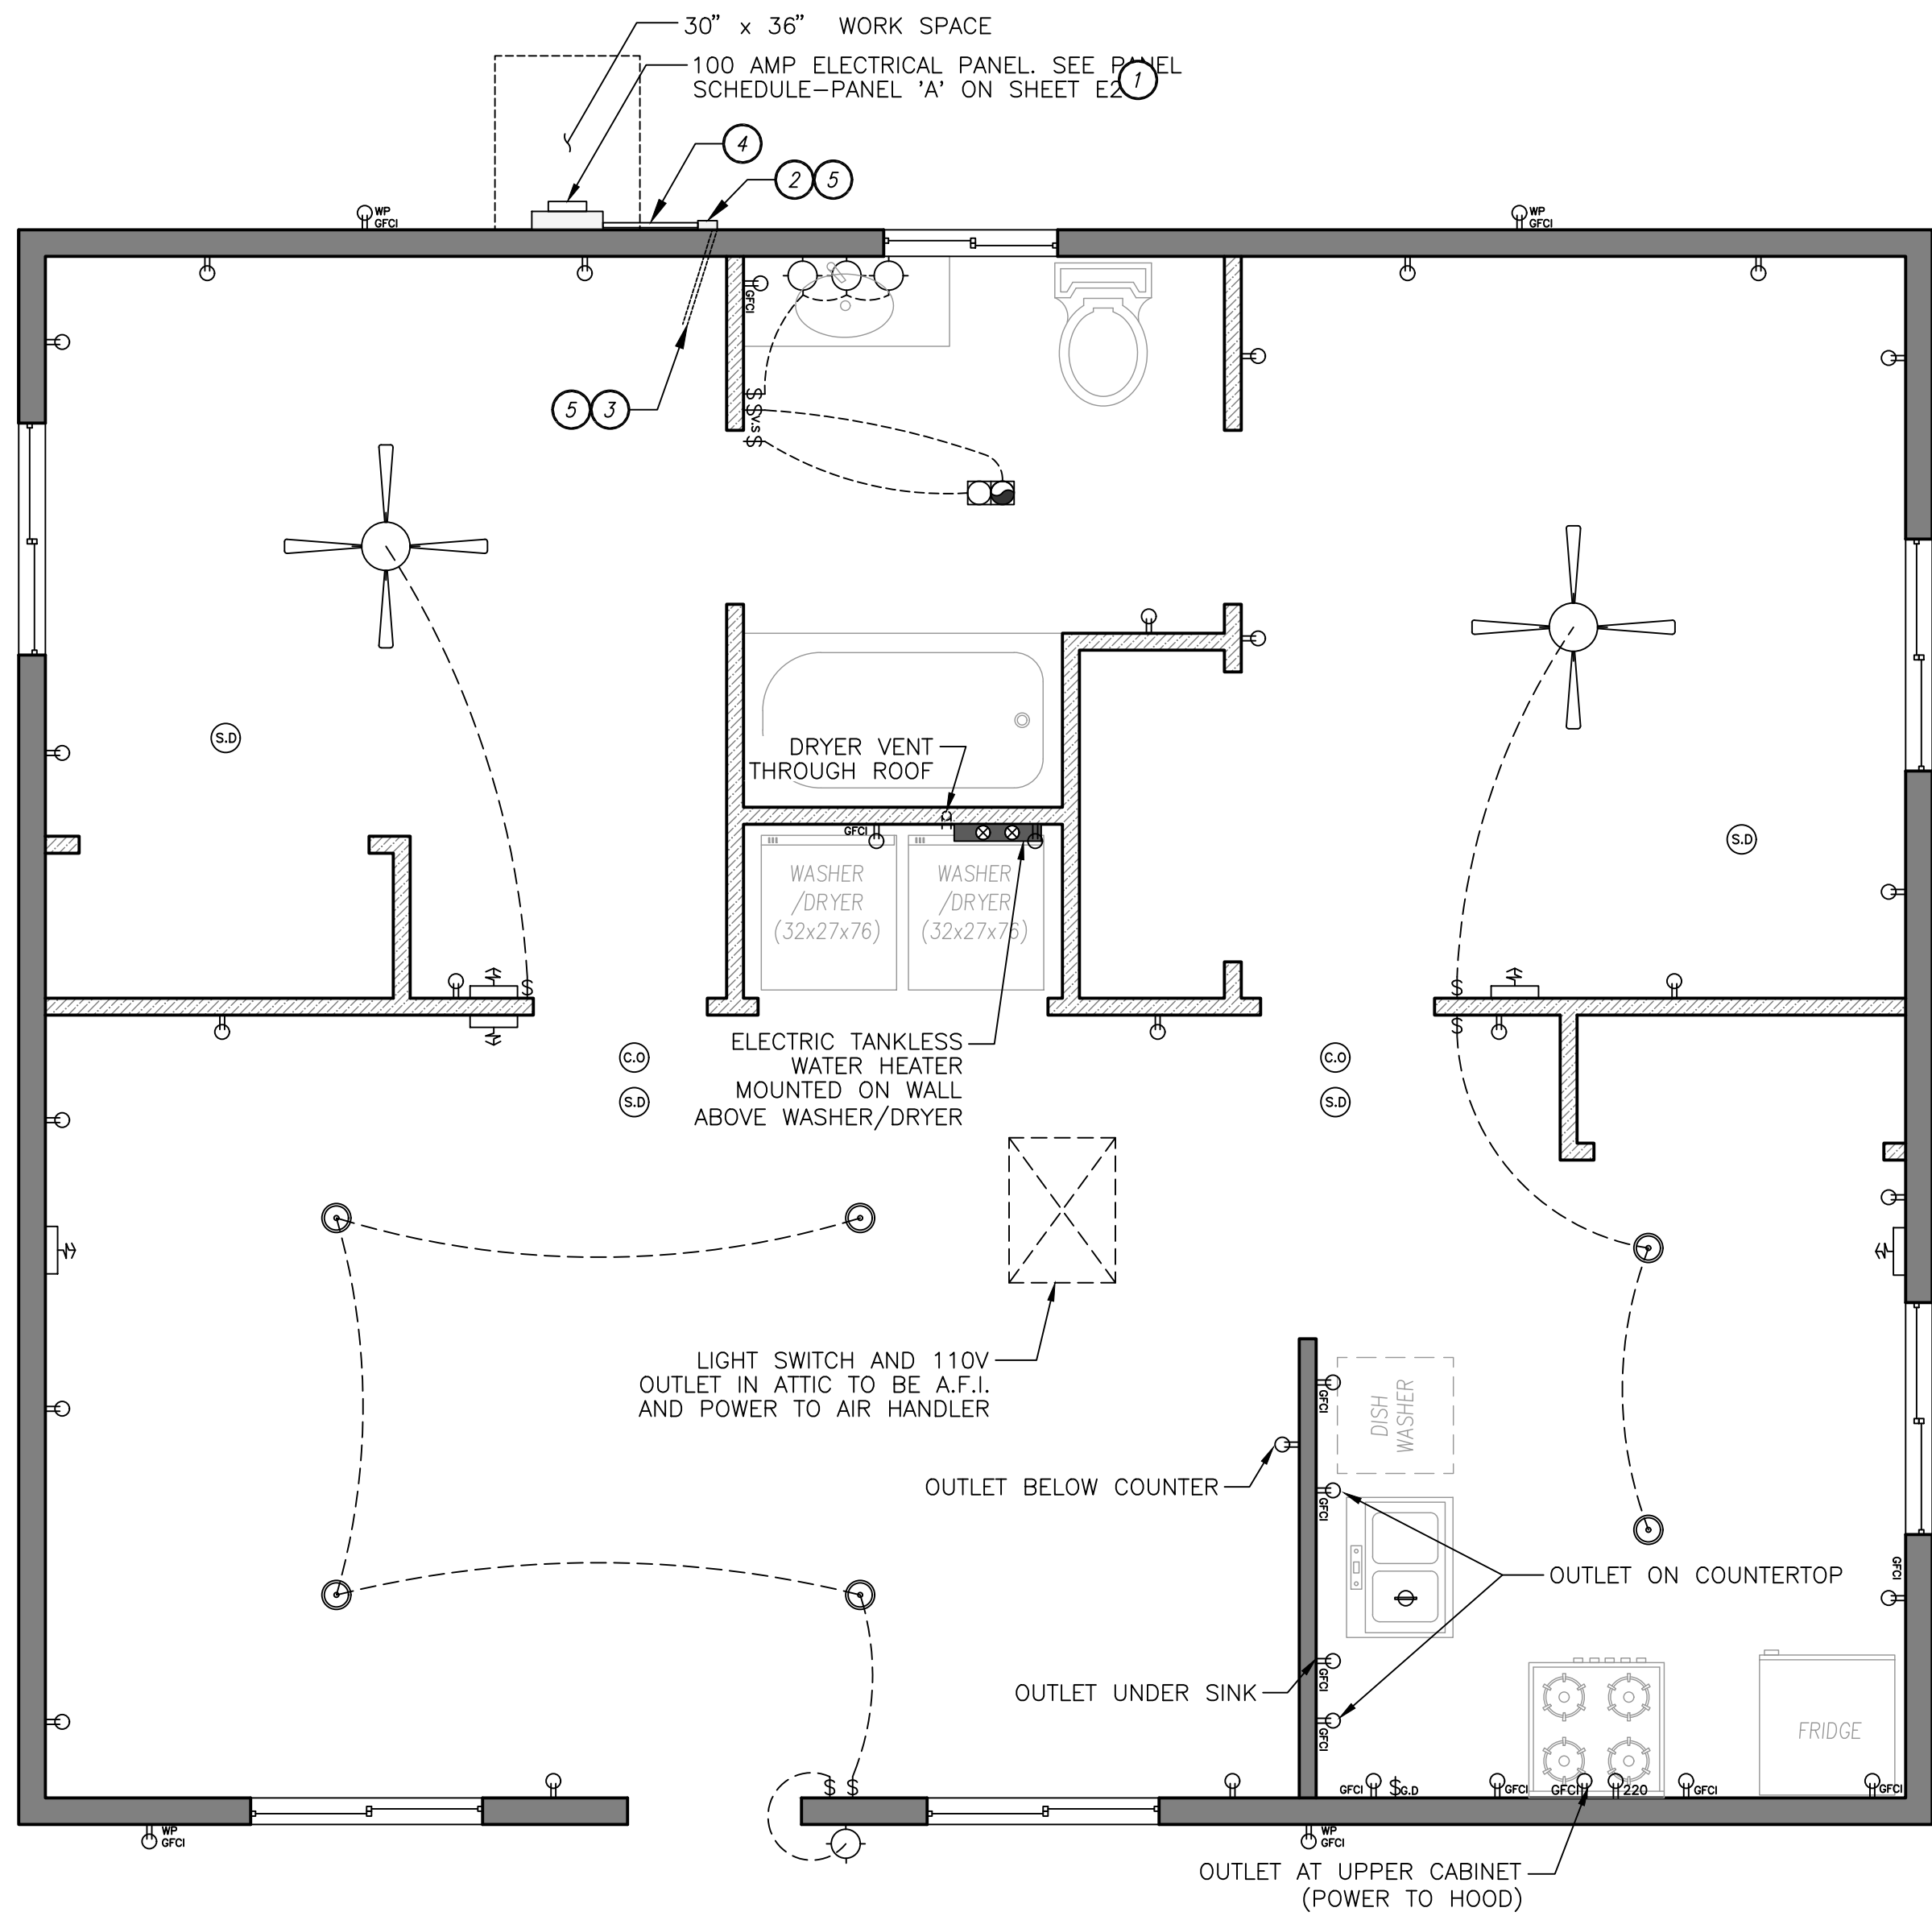 30" x 36" WORK SPACE
100 AMP ELECTRICAL PANEL. SEE PANEL
SCHEDULE-PANEL 'A' ON SHEET E2
1
4
2 5
WP
GFCI
WP
GFCI
GFCI
5 3
$
$
V.S
$
S.D
DRYER VENT
THROUGH ROOF
S.D
GFCI
WASHER
/DRYER
(32x27x76)
WASHER
/DRYER
(32x27x76)
$
$
$
ELECTRIC TANKLESS
WATER HEATER
MOUNTED ON WALL
ABOVE WASHER/DRYER
C.O
S.D
C.O
S.D
LIGHT SWITCH AND 110V
OUTLET IN ATTIC TO BE A.F.I.
AND POWER TO AIR HANDLER
GFCI
DISH
WASHER
OUTLET BELOW COUNTER
GFCI
OUTLET ON COUNTERTOP
GFCI
OUTLET UNDER SINK
GFCI
GFCI
FRIDGE
$ $
GFCI
$
G.D
GFCI
GFCI
220
GFCI
GFCI
WP
GFCI
WP
GFCI
OUTLET AT UPPER CABINET
(POWER TO HOOD)